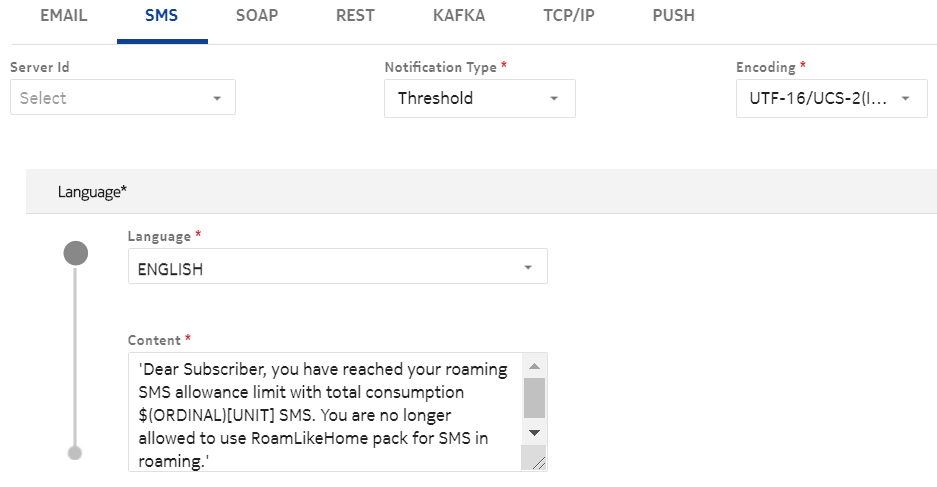 EMAIL SMS SOAP REST KAFKA TCP/IP PUSH
Server Id Notification Type * Encoding *
Select Threshold UTF-16/UCS-2(I...
Language*
Language *
ENGLISH
Content *
'Dear Subscriber, you have reached your roaming
SMS allowance limit with total consumption
$(ORDINAL)[UNIT] SMS. You are no longer
allowed to use RoamLikeHome pack for SMS in
roaming.'